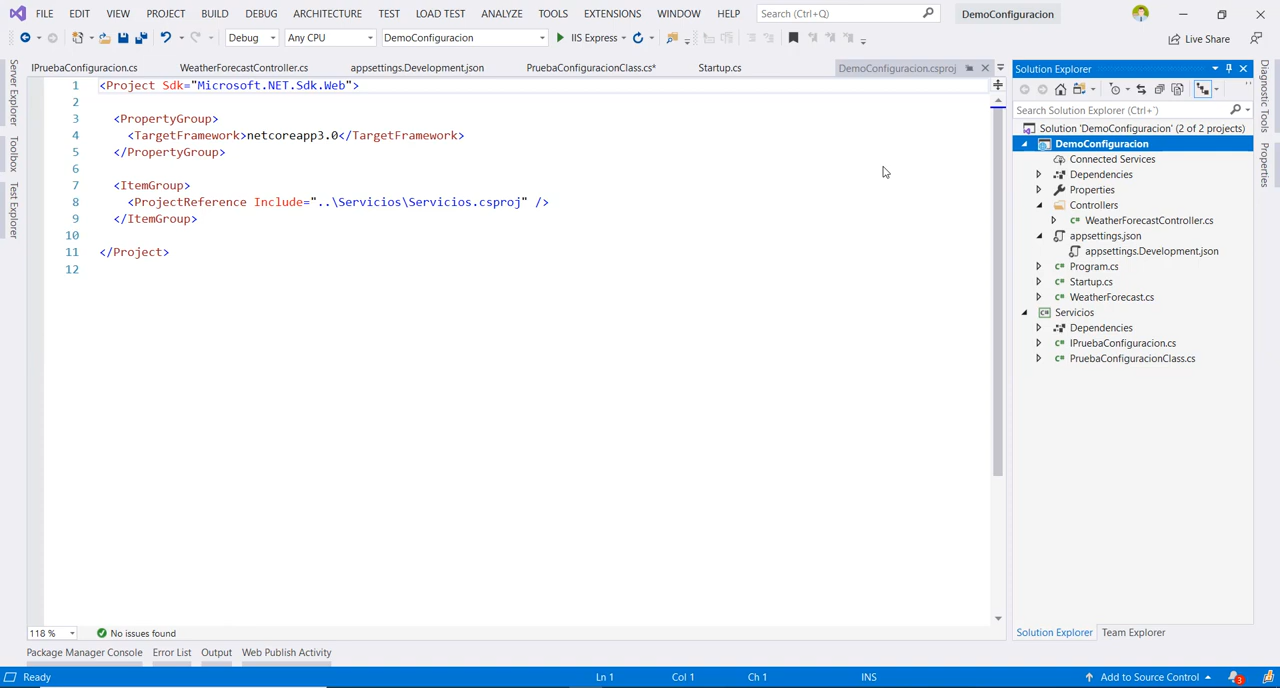 FILE EDIT VIEW PROJECT BUILD DEBUG ARCHITECTURE TEST LOAD TEST ANALYZE TOOLS EXTENSIONS WINDOW HELP Search (Ctrl+Q) DemoConfiguracion
Debug Any CPU DemoConfiguracion IIS Express Live Share
IPruebaConfiguracion.cs WeatherForecastController.cs appsettings.Development.json PruebaConfiguracionClass.cs* Startup.cs DemoConfiguracion.csproj
Server Explorer
Toolbox
Test Explorer
1 <Project Sdk="Microsoft.NET.Sdk.Web">
2
3 <PropertyGroup>
4 <TargetFramework>netcoreapp3.0</TargetFramework>
5 </PropertyGroup>
6
7 <ItemGroup>
8 <ProjectReference Include="..\Servicios\Servicios.csproj" />
9 </ItemGroup>
10
11 </Project>
12
Solution Explorer
Search Solution Explorer (Ctrl+`)
Solution 'DemoConfiguracion' (2 of 2 projects)
DemoConfiguracion
Connected Services
Dependencies
Properties
Controllers
WeatherForecastController.cs
appsettings.json
appsettings.Development.json
Program.cs
Startup.cs
WeatherForecast.cs
Servicios
Dependencies
IPruebaConfiguracion.cs
PruebaConfiguracionClass.cs
Solution Explorer Team Explorer
Diagnostic Tools
Properties
118 % No issues found
Package Manager Console Error List Output Web Publish Activity
Ready Ln 1 Col 1 Ch 1 INS Add to Source Control 3